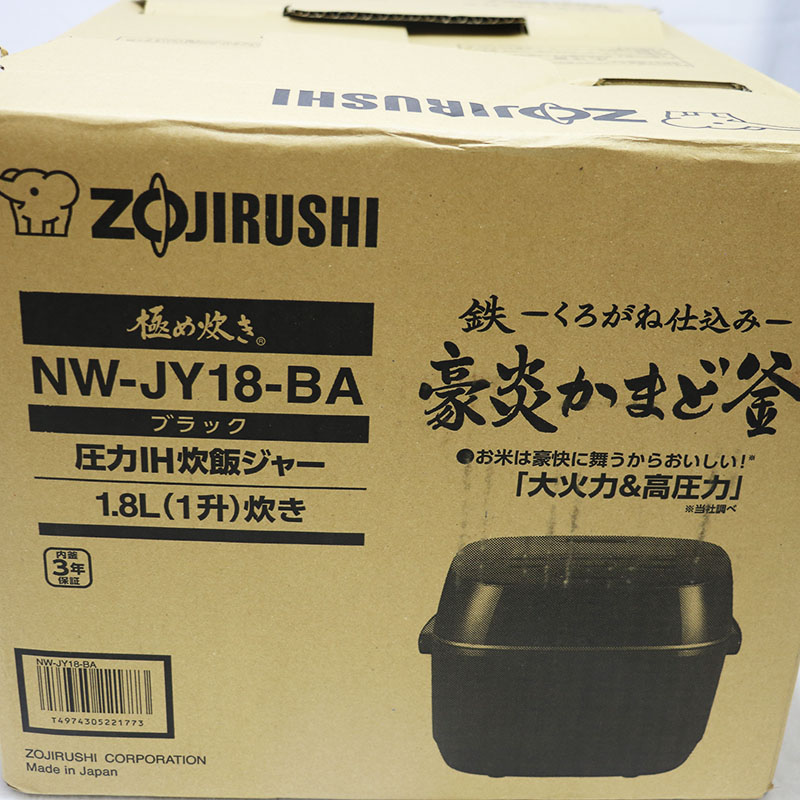 ZOJIRUSHI
ZOJIRUSHI
極め炊き®
NW-JY18-BA
ブラック
圧力IH炊飯ジャー
1.8L(1升)炊き
内釜
3年
保証
鉄 ーくろがね仕込みー
豪炎かまど釜
●お米は豪快に舞うからおいしい!※
「大火力&高圧力」
※当社調べ
NW-JY18-BA
T4974305221773
ZOJIRUSHI CORPORATION
Made in Japan